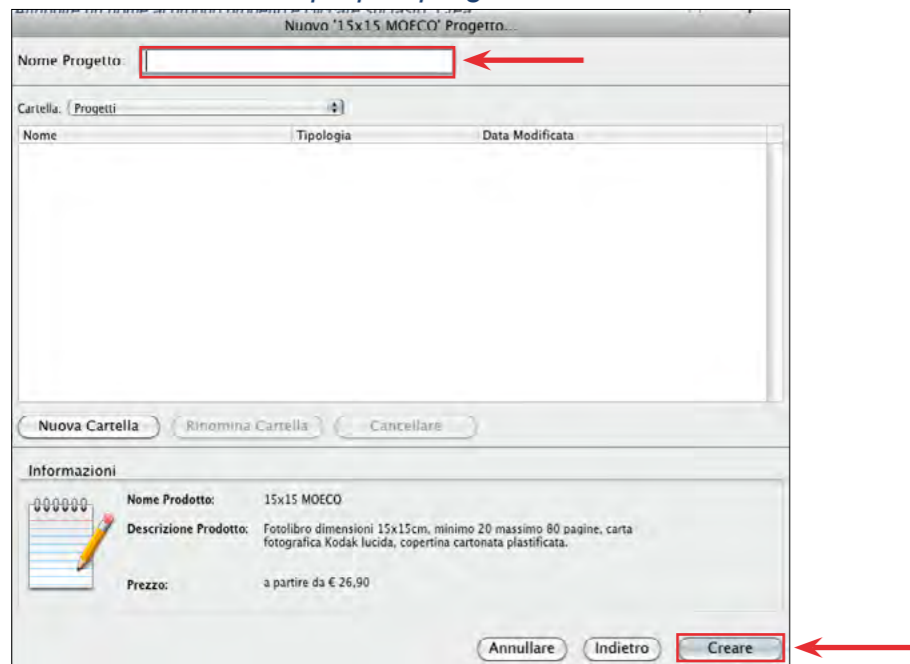 Nuovo '15x15 MOECO' Progetto...
Nome Progetto:
Cartella: Progetti
Nome Tipologia Data Modificata
Nuova Cartella Rinomina Cartella Cancellare
Informazioni
Nome Prodotto: 15x15 MOECO
Descrizione Prodotto: Fotolibro dimensioni 15x15cm, minimo 20 massimo 80 pagine, carta
fotografica Kodak lucida, copertina cartonata plastificata.
Prezzo: a partire da € 26,90
Annullare Indietro Creare